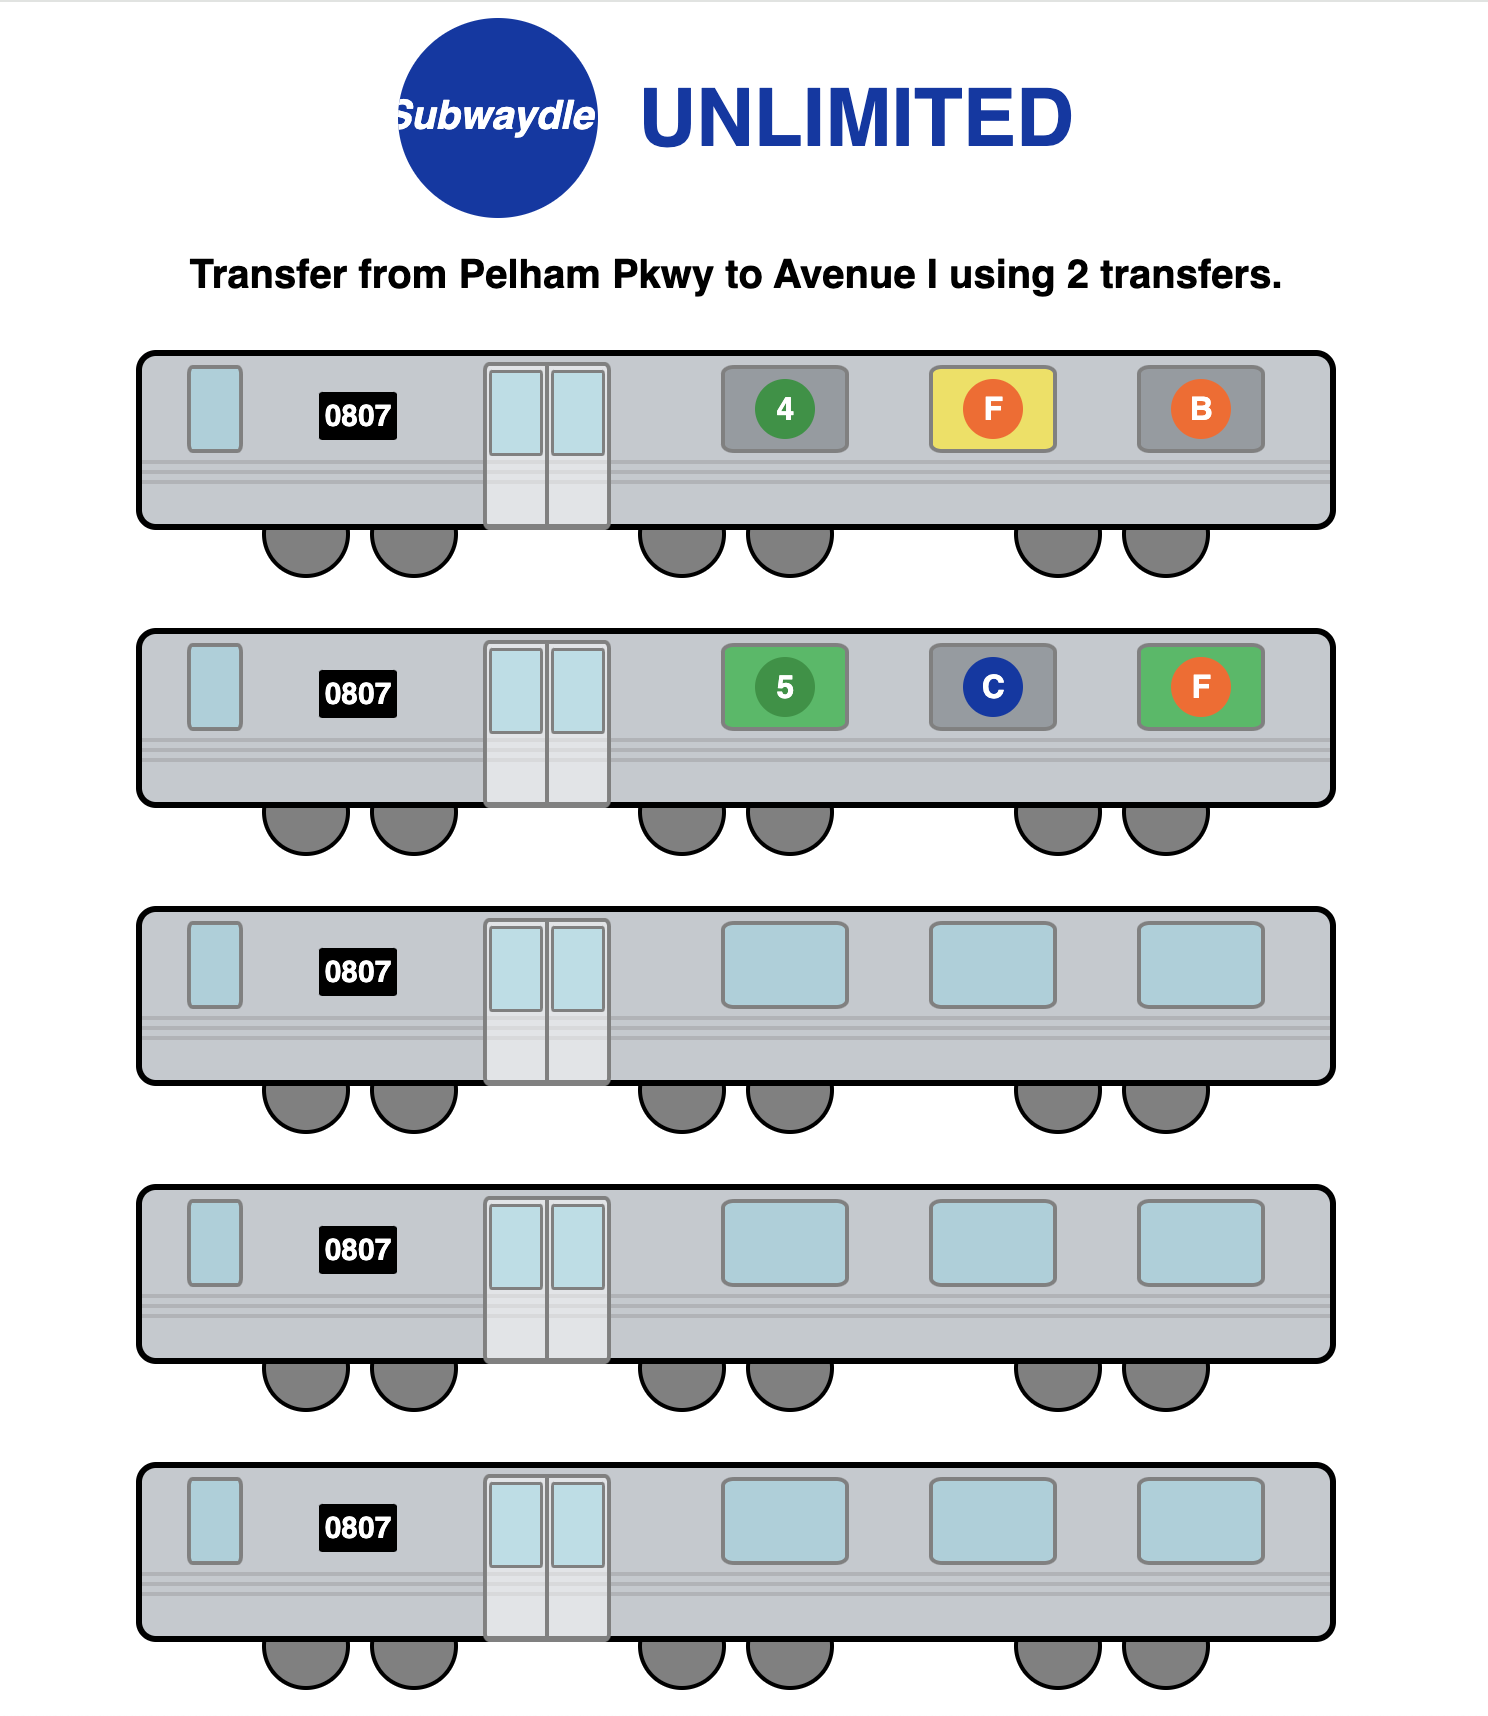 Subwaydle UNLIMITED
Transfer from Pelham Pkwy to Avenue I using 2 transfers.
0807 4 F B
0807 5 C F
0807
0807
0807